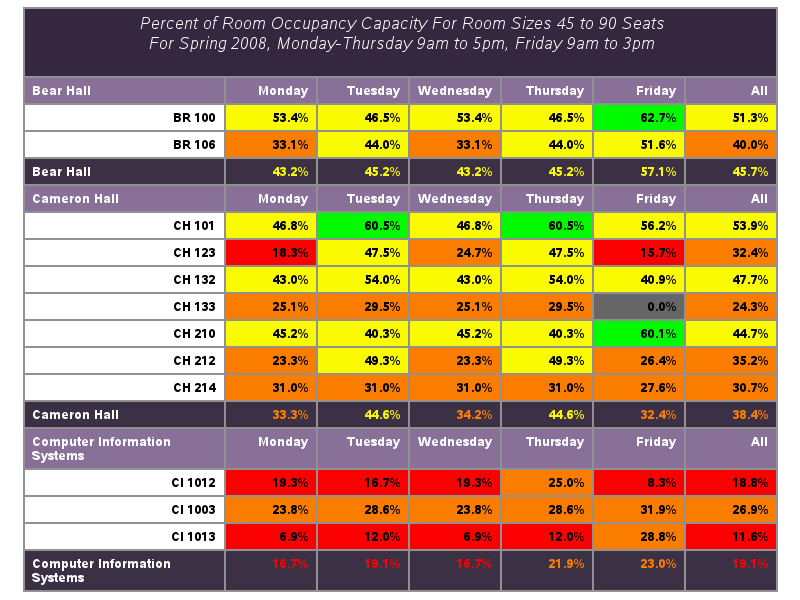 Percent of Room Occupancy Capacity For Room Sizes 45 to 90 Seats
For Spring 2008, Monday-Thursday 9am to 5pm, Friday 9am to 3pm
Bear Hall Monday Tuesday Wednesday Thursday Friday All
BR 100 53.4% 46.5% 53.4% 46.5% 62.7% 51.3%
BR 106 33.1% 44.0% 33.1% 44.0% 51.6% 40.0%
Bear Hall 43.2% 45.2% 43.2% 45.2% 57.1% 45.7%
Cameron Hall Monday Tuesday Wednesday Thursday Friday All
CH 101 46.8% 60.5% 46.8% 60.5% 56.2% 53.9%
CH 123 18.3% 47.5% 24.7% 47.5% 15.7% 32.4%
CH 132 43.0% 54.0% 43.0% 54.0% 40.9% 47.7%
CH 133 25.1% 29.5% 25.1% 29.5% 0.0% 24.3%
CH 210 45.2% 40.3% 45.2% 40.3% 60.1% 44.7%
CH 212 23.3% 49.3% 23.3% 49.3% 26.4% 35.2%
CH 214 31.0% 31.0% 31.0% 31.0% 27.6% 30.7%
Cameron Hall 33.3% 44.6% 34.2% 44.6% 32.4% 38.4%
Computer Information Monday Tuesday Wednesday Thursday Friday All
Systems
CI 1012 19.3% 16.7% 19.3% 25.0% 8.3% 18.8%
CI 1003 23.8% 28.6% 23.8% 28.6% 31.9% 26.9%
CI 1013 6.9% 12.0% 6.9% 12.0% 28.8% 11.6%
Computer Information 16.7% 19.1% 16.7% 21.9% 23.0% 19.1%
Systems